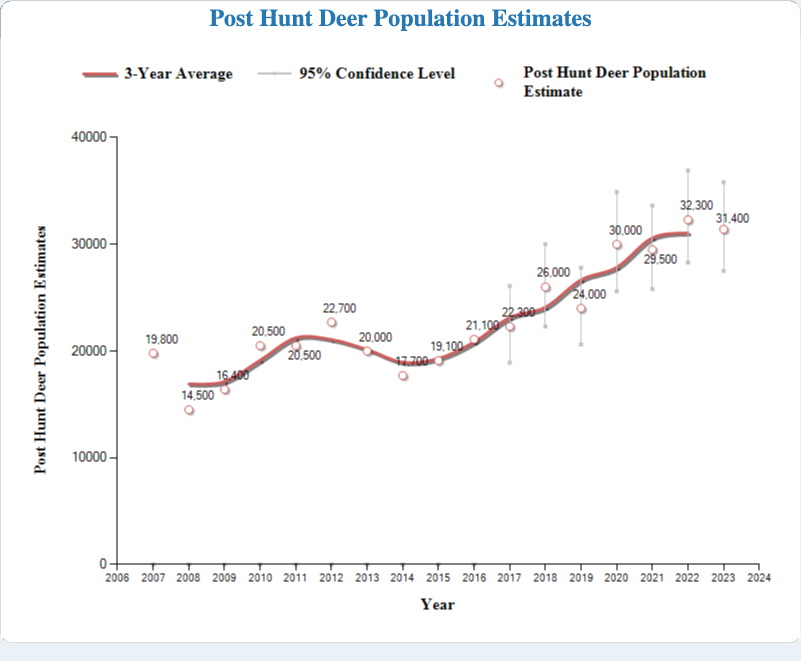 Post Hunt Deer Population Estimates
3-Year Average
95% Confidence Level
Post Hunt Deer Population
Estimate
Post Hunt Deer Population Estimates
40000
30000
20000
10000
0
19,800
14,500
16,400
20,500
20,500
22,700
20,000
17,700
19,100
21,100
22,300
26,000
24,000
30,000
29,500
32,300
31,400
2006 2007 2008 2009 2010 2011 2012 2013 2014 2015 2016 2017 2018 2019 2020 2021 2022 2023 2024
Year